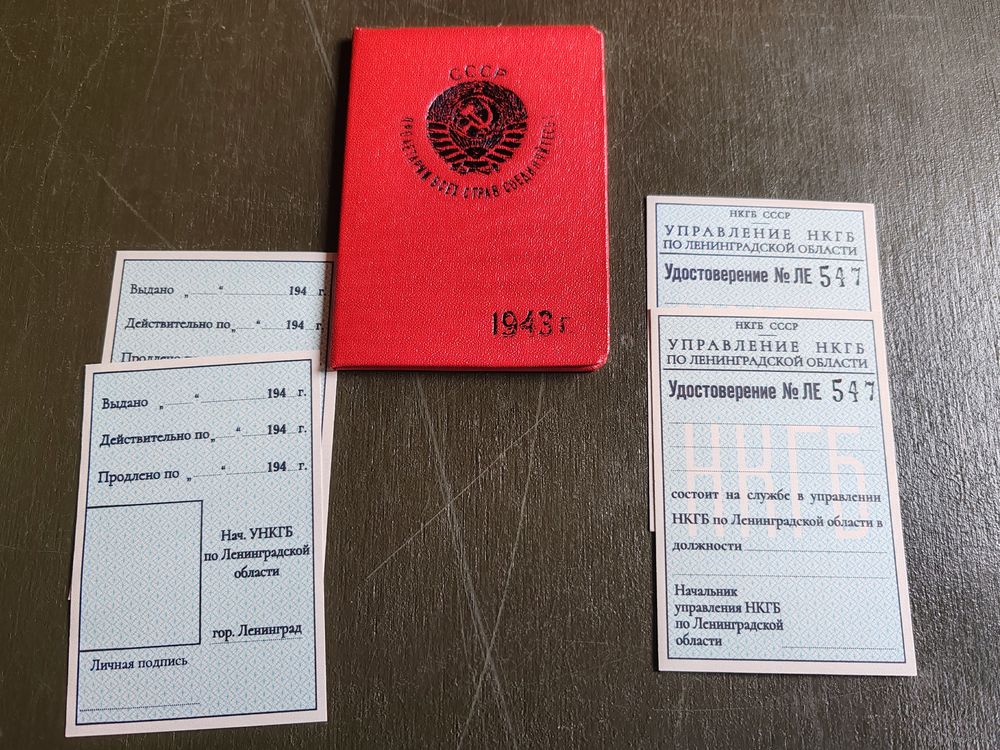 СССР
ПРОЛЕТАРИИ ВСЕХ СТРАН СОЕДИНЯЙТЕСЬ!
1943 г
Выдано „ “ 194 г.
Действительно по „ “ 194 г.
Продлено по
Выдано „ “ 194 г.
Действительно по „ “ 194 г.
Продлено по „ “ 194 г.
Нач. УНКГБ
по Ленинградской
области
гор. Ленинград
Личная подпись
НКГБ СССР
УПРАВЛЕНИЕ НКГБ
ПО ЛЕНИНГРАДСКОЙ ОБЛАСТИ
Удостоверение № ЛЕ 547
НКГБ СССР
УПРАВЛЕНИЕ НКГБ
ПО ЛЕНИНГРАДСКОЙ ОБЛАСТИ
Удостоверение № ЛЕ 547
НКГБ
состоит на службе в управлении
НКГБ по Ленинградской области в
должности
Начальник
управления НКГБ
по Ленинградской
области